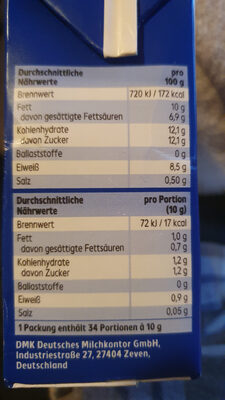 Durchschnittliche pro
Nährwerte 100 g
Brennwert 720 kJ / 172 kcal
Fett 10 g
davon gesättigte Fettsäuren 6,9 g
Kohlenhydrate 12,1 g
davon Zucker 12,1 g
Ballaststoffe 0 g
Eiweiß 8,5 g
Salz 0,50 g
Durchschnittliche pro Portion
Nährwerte (10 g)
Brennwert 72 kJ / 17 kcal
Fett 1,0 g
davon gesättigte Fettsäuren 0,7 g
Kohlenhydrate 1,2 g
davon Zucker 1,2 g
Ballaststoffe 0 g
Eiweiß 0,9 g
Salz 0,05 g
1 Packung enthält 34 Portionen à 10 g
DMK Deutsches Milchkontor GmbH,
Industriestraße 27, 27404 Zeven,
Deutschland